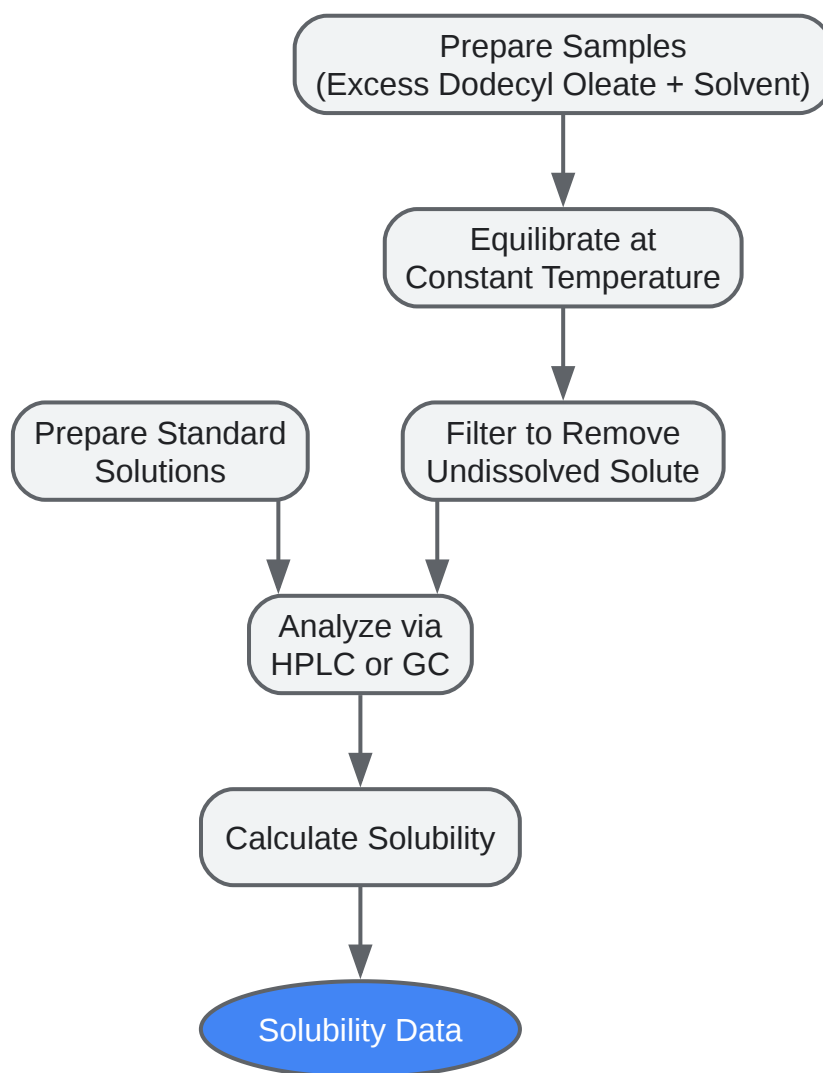 Prepare Samples
(Excess Dodecyl Oleate + Solvent)
Equilibrate at
Constant Temperature
Prepare Standard
Solutions
Filter to Remove
Undissolved Solute
Analyze via
HPLC or GC
Calculate Solubility
Solubility Data